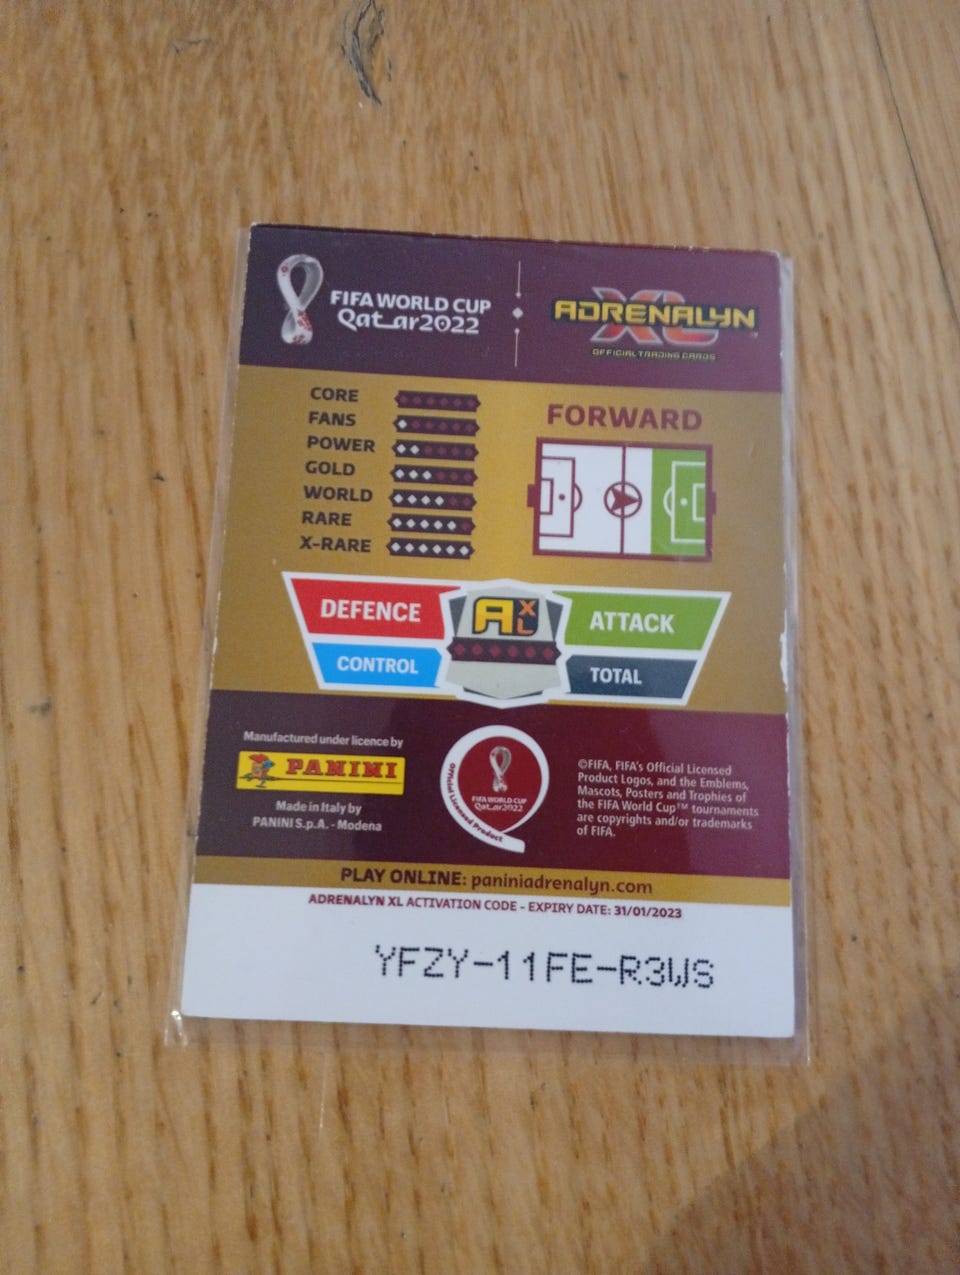 FIFA WORLD CUP
Qatar2022
ADRENALYN XL
OFFICIAL TRADING CARDS
CORE
FANS
POWER
GOLD
WORLD
RARE
X-RARE
FORWARD
DEFENCE
CONTROL
AXL
ATTACK
TOTAL
Manufactured under licence by
PANINI
Made in Italy by
PANINI S.p.A. - Modena
FIFA WORLD CUP
Qatar2022
Official Licensed Product
©FIFA, FIFA's Official Licensed
Product Logos, and the Emblems,
Mascots, Posters and Trophies of
the FIFA World Cup™ tournaments
are copyrights and/or trademarks
of FIFA.
PLAY ONLINE: paniniadrenalyn.com
ADRENALYN XL ACTIVATION CODE - EXPIRY DATE: 31/01/2023
YFZY-11FE-R3WS